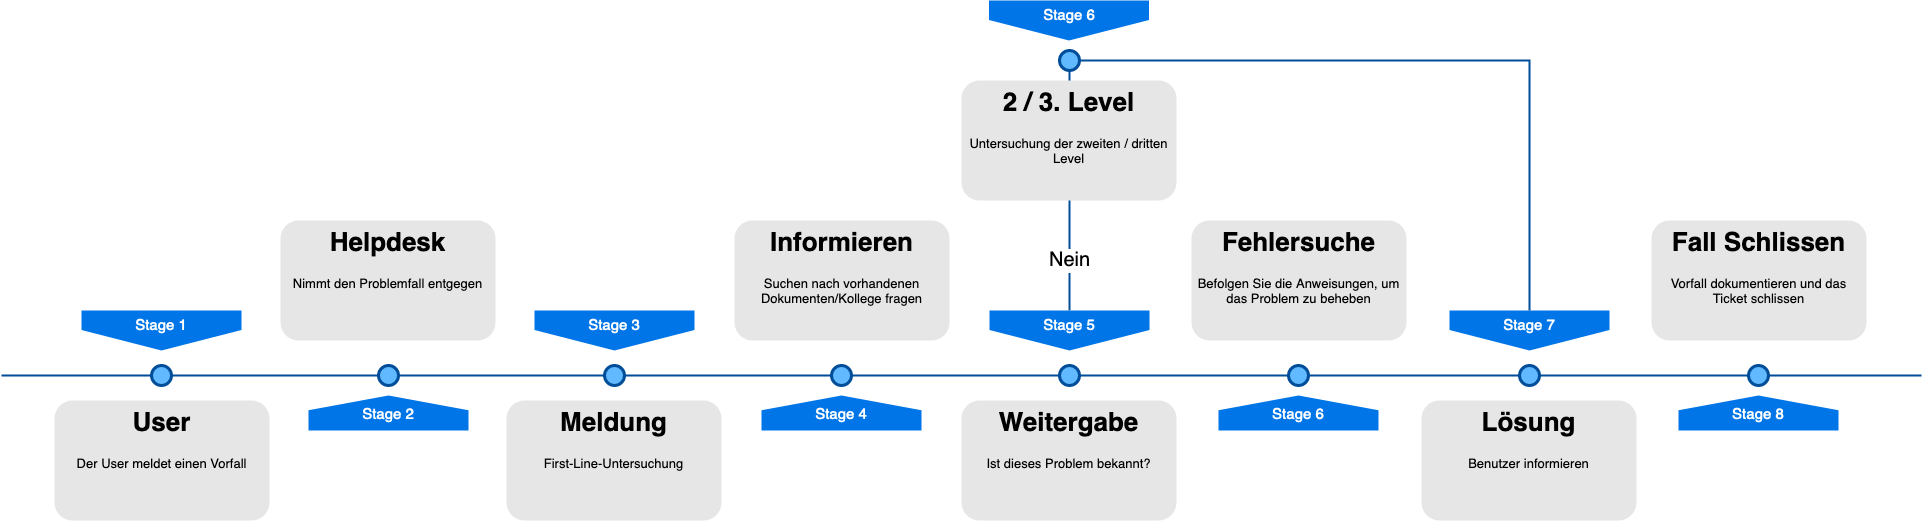 Stage 6
2 / 3. Level
Untersuchung der zweiten / dritten
Level
Nein
Stage 1
User
Der User meldet einen Vorfall
Helpdesk
Nimmt den Problemfall entgegen
Stage 2
Stage 3
Meldung
First-Line-Untersuchung
Informieren
Suchen nach vorhandenen
Dokumenten/Kollege fragen
Stage 4
Stage 5
Weitergabe
Ist dieses Problem bekannt?
Fehlersuche
Befolgen Sie die Anweisungen, um
das Problem zu beheben
Stage 6
Stage 7
Lösung
Benutzer informieren
Fall Schlissen
Vorfall dokumentieren und das
Ticket schlissen
Stage 8